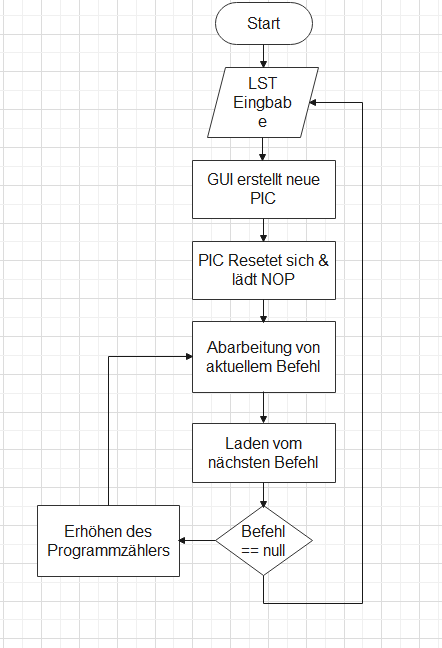 Start
LST
Eingbab
e
GUI erstellt neue
PIC
PIC Resetet sich &
lädt NOP
Abarbeitung von
aktuellem Befehl
Laden vom
nächsten Befehl
Befehl
== null
Erhöhen des
Programmzählers